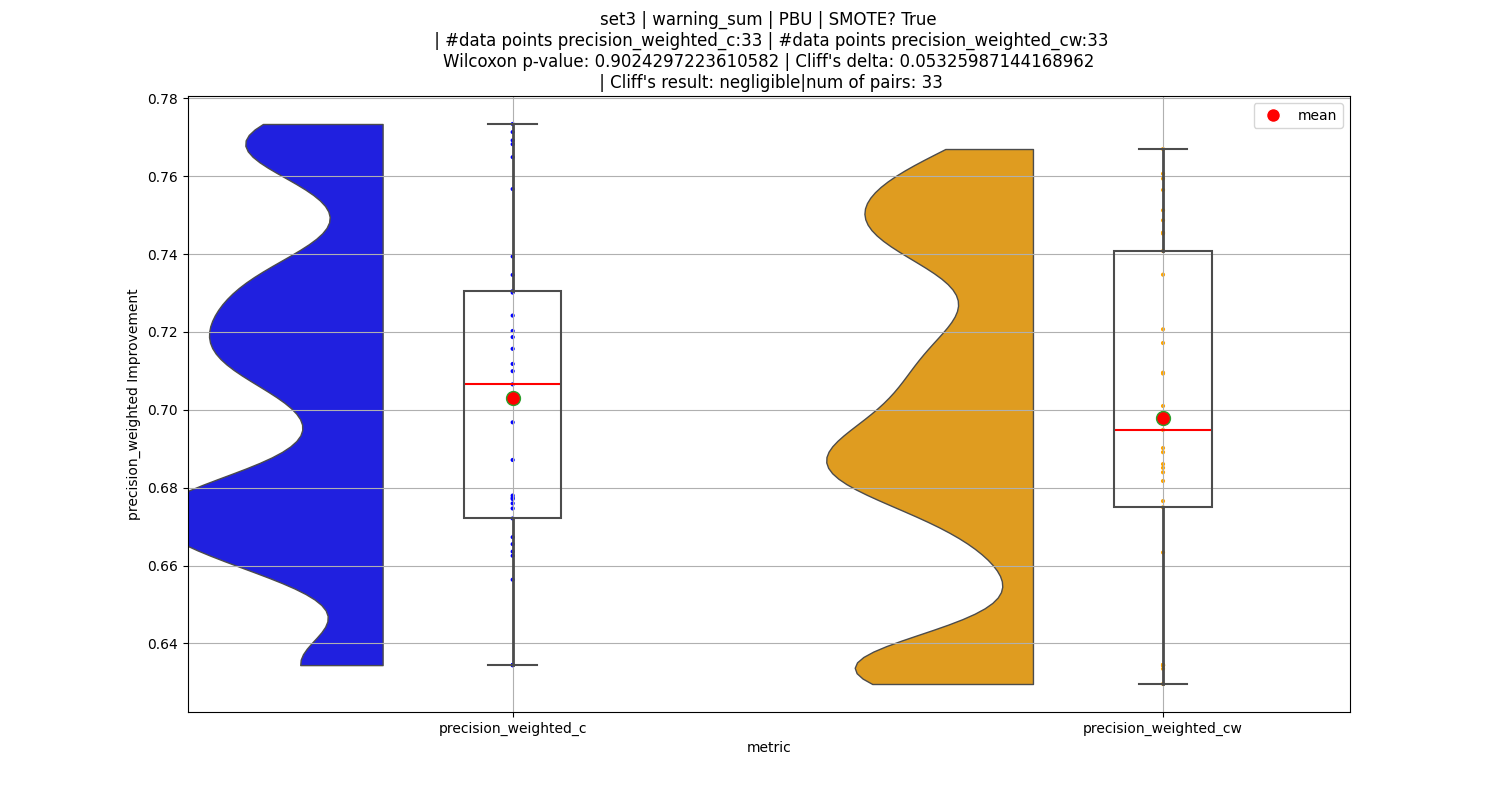 set3 | warning_sum | PBU | SMOTE? True
| #data points precision_weighted_c:33 | #data points precision_weighted_cw:33
Wilcoxon p-value: 0.9024297223610582 | Cliff's delta: 0.05325987144168962
| Cliff's result: negligible|num of pairs: 33
mean
0.78
0.76
0.74
0.72
0.70
0.68
0.66
0.64
precision_weighted Improvement
precision_weighted_c
precision_weighted_cw
metric